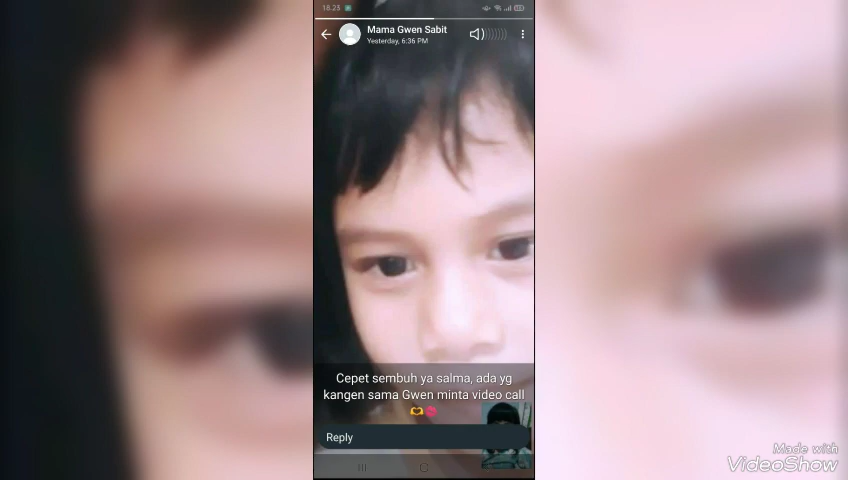 18.23
Mama Gwen Sabit
Yesterday, 6:36 PM
Cepet sembuh ya salma, ada yg
kangen sama Gwen minta video call
🫶💋
Reply
Made with
VideoShow